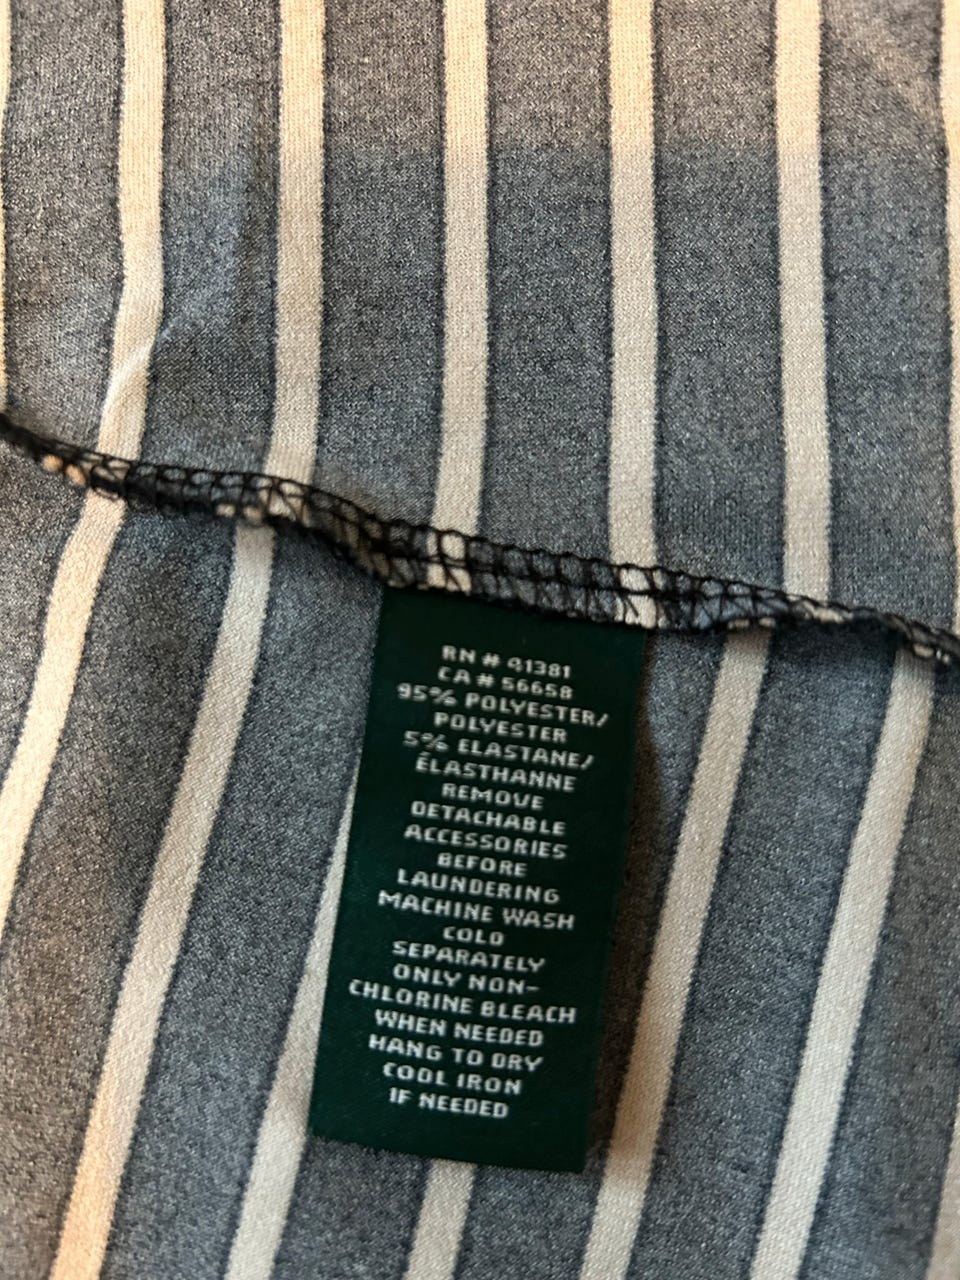 RN # 41381
CA # 56658
95% POLYESTER/
POLYESTER
5% ELASTANE/
ÉLASTHANNE
REMOVE
DETACHABLE
ACCESSORIES
BEFORE
LAUNDERING
MACHINE WASH
COLD
SEPARATELY
ONLY NON-
CHLORINE BLEACH
WHEN NEEDED
HANG TO DRY
COOL IRON
IF NEEDED